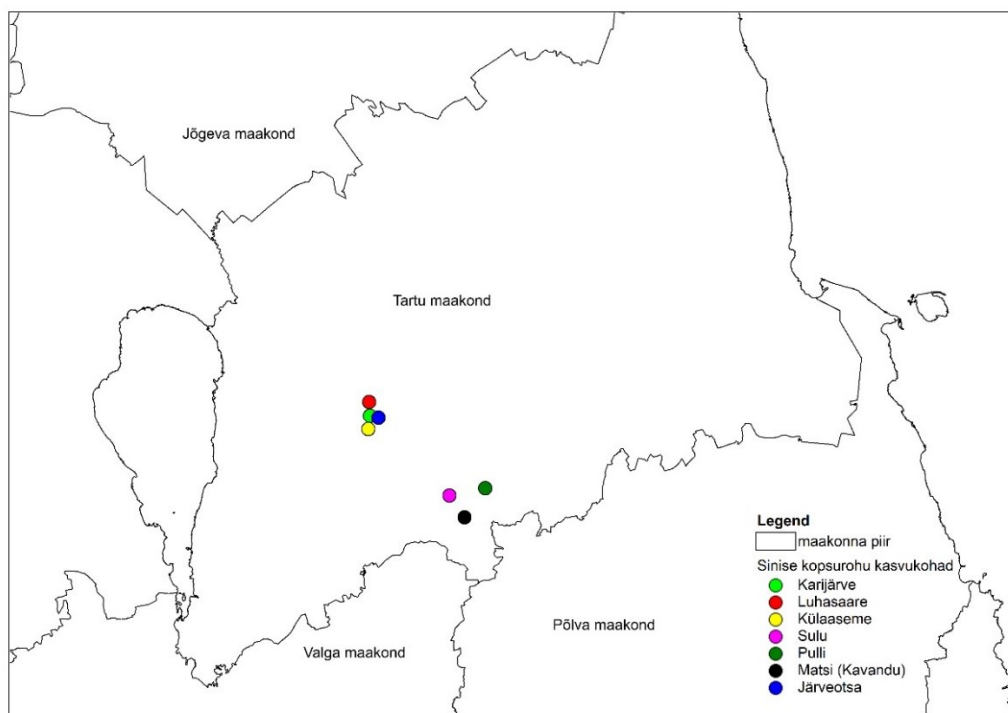 Jõgeva maakond
Tartu maakond
Valga maakond
Põlva maakond
Legend
maakonna piir
Sinise kopsurohu kasvukohad
Karijärve
Luhasaare
Külaaseme
Sulu
Pulli
Matsi (Kavandu)
Järveotsa